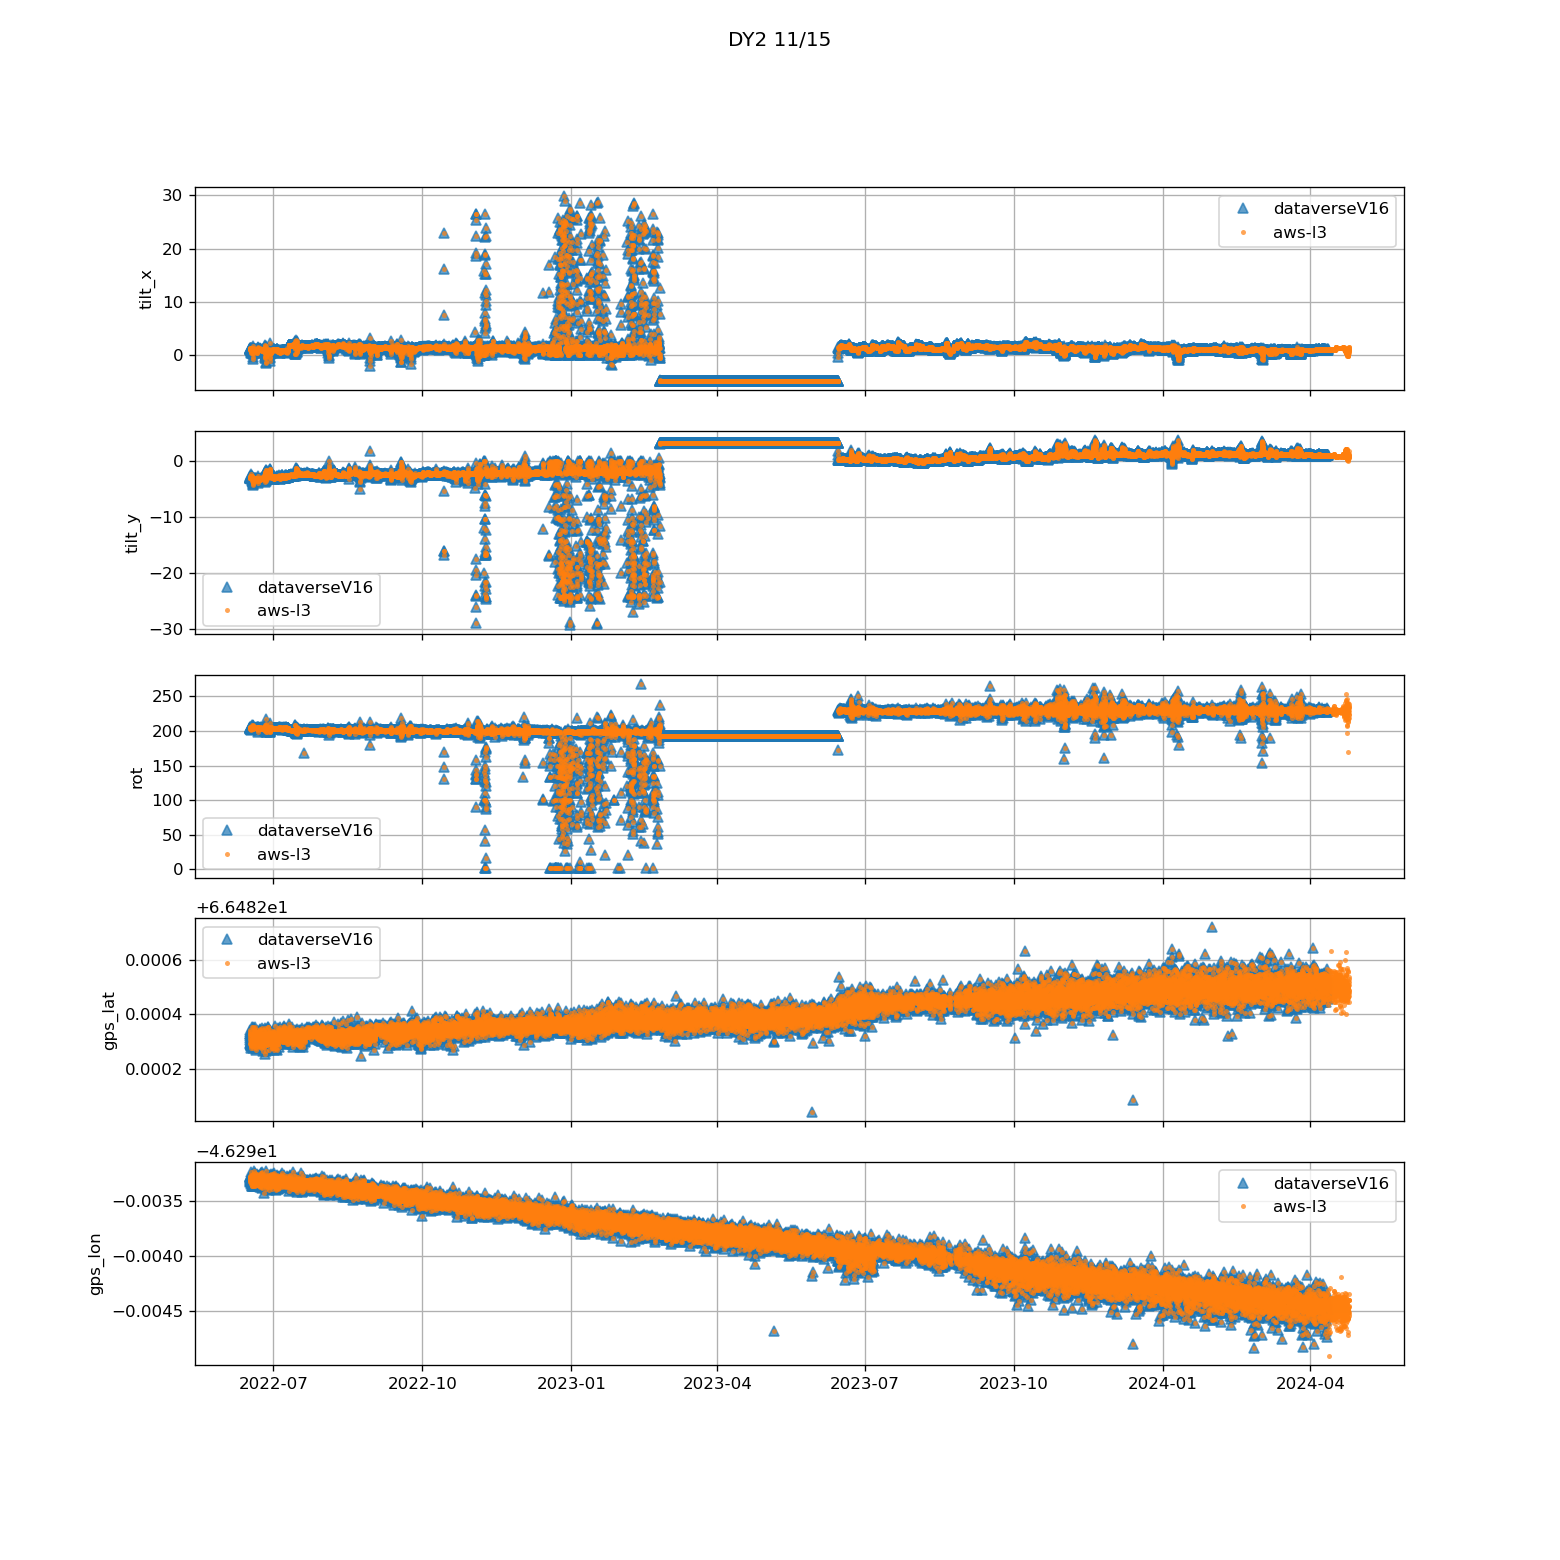 DY2 11/15
30
20
10
0
tilt_x
dataverseV16
aws-l3
0
−10
−20
−30
tilt_y
dataverseV16
aws-l3
250
200
150
100
50
0
rot
dataverseV16
aws-l3
+6.6482e1
0.0006
0.0004
0.0002
gps_lat
dataverseV16
aws-l3
−4.629e1
−0.0035
−0.0040
−0.0045
gps_lon
dataverseV16
aws-l3
2022-07 2022-10 2023-01 2023-04 2023-07 2023-10 2024-01 2024-04